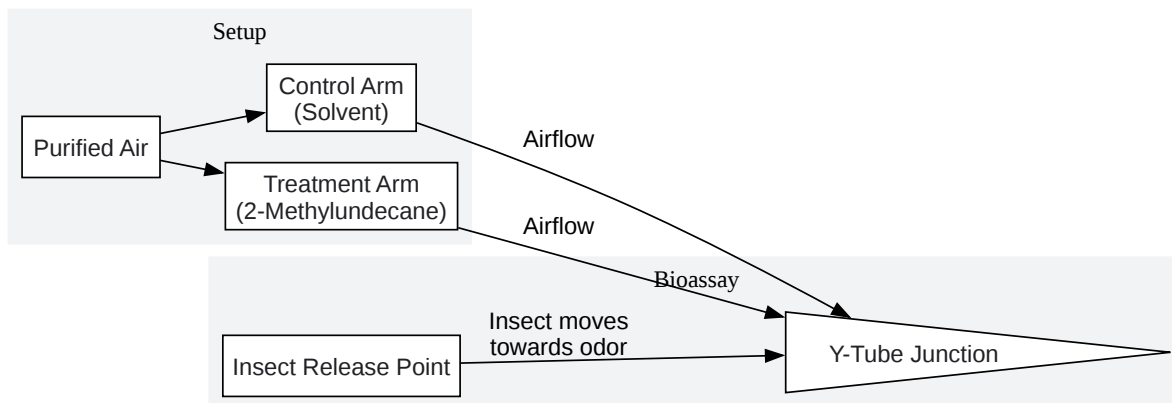 Setup
Control Arm
(Solvent)
Purified Air
Treatment Arm
(2-Methylundecane)
Airflow
Airflow
Bioassay
Insect moves
towards odor
Insect Release Point
Y-Tube Junction